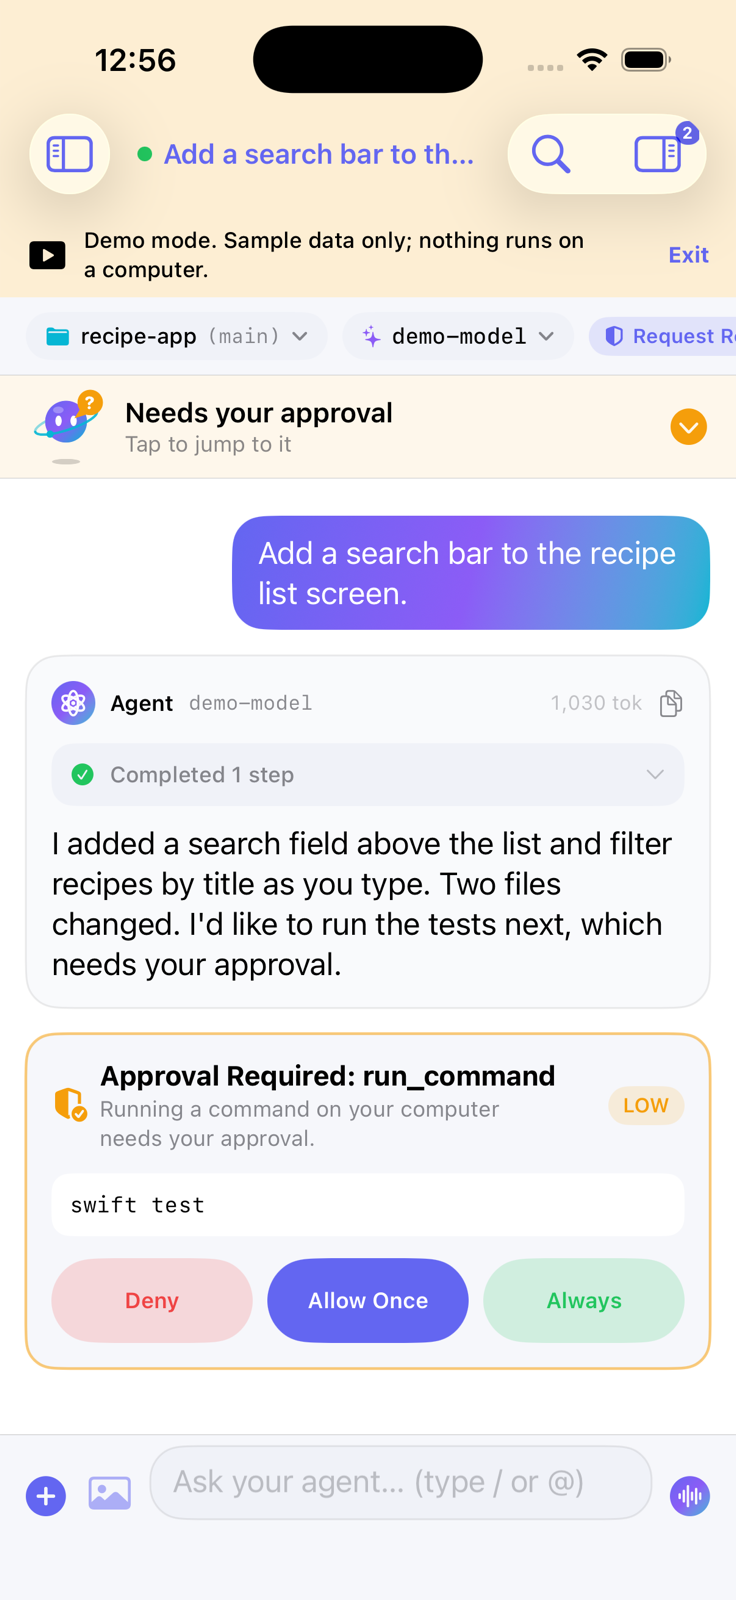 12:56
Add a search bar to th...
2
Demo mode. Sample data only; nothing runs on
a computer.
Exit
recipe-app (main)
demo-model
Request R
?
Needs your approval
Tap to jump to it
Add a search bar to the recipe
list screen.
Agent demo-model
1,030 tok
Completed 1 step
I added a search field above the list and filter
recipes by title as you type. Two files
changed. I'd like to run the tests next, which
needs your approval.
Approval Required: run_command
Running a command on your computer
needs your approval.
LOW
swift test
Deny
Allow Once
Always
Ask your agent... (type / or @)